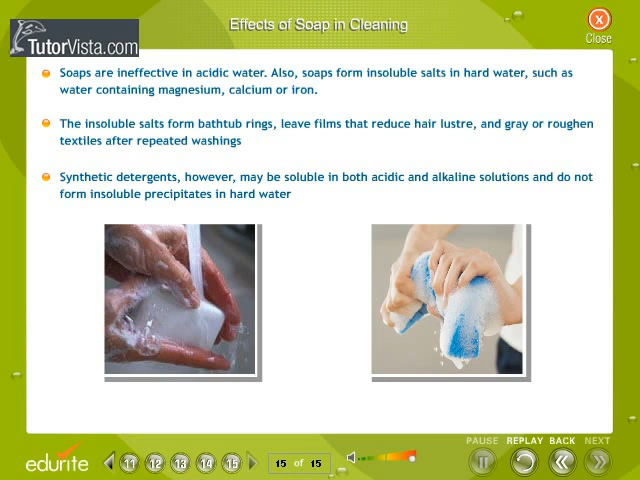 Effects of Soap in Cleaning
X
Close
TutorVista.com
Soaps are ineffective in acidic water. Also, soaps form insoluble salts in hard water, such as
water containing magnesium, calcium or iron.
The insoluble salts form bathtub rings, leave films that reduce hair lustre, and gray or roughen
textiles after repeated washings
Synthetic detergents, however, may be soluble in both acidic and alkaline solutions and do not
form insoluble precipitates in hard water
PAUSE REPLAY BACK NEXT
edurite
11 12 13 14 15
15 of 15